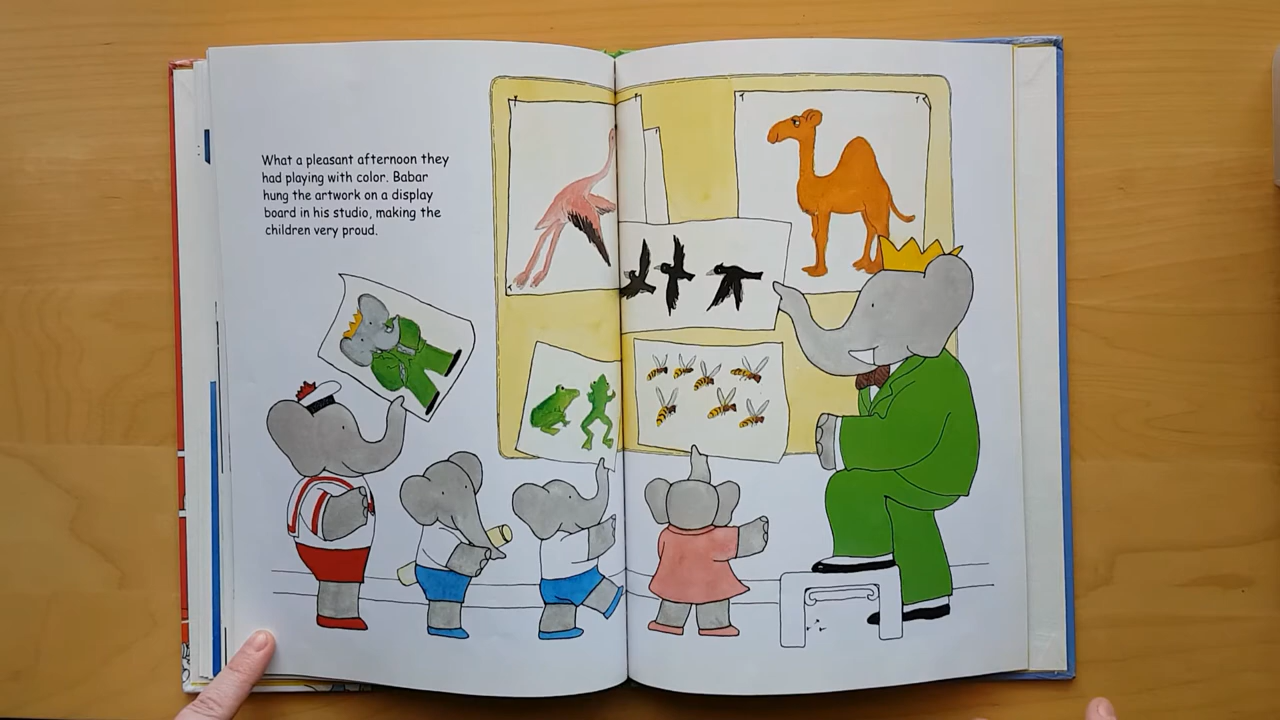 What a pleasant afternoon they
had playing with color. Babar
hung the artwork on a display
board in his studio, making the
children very proud.